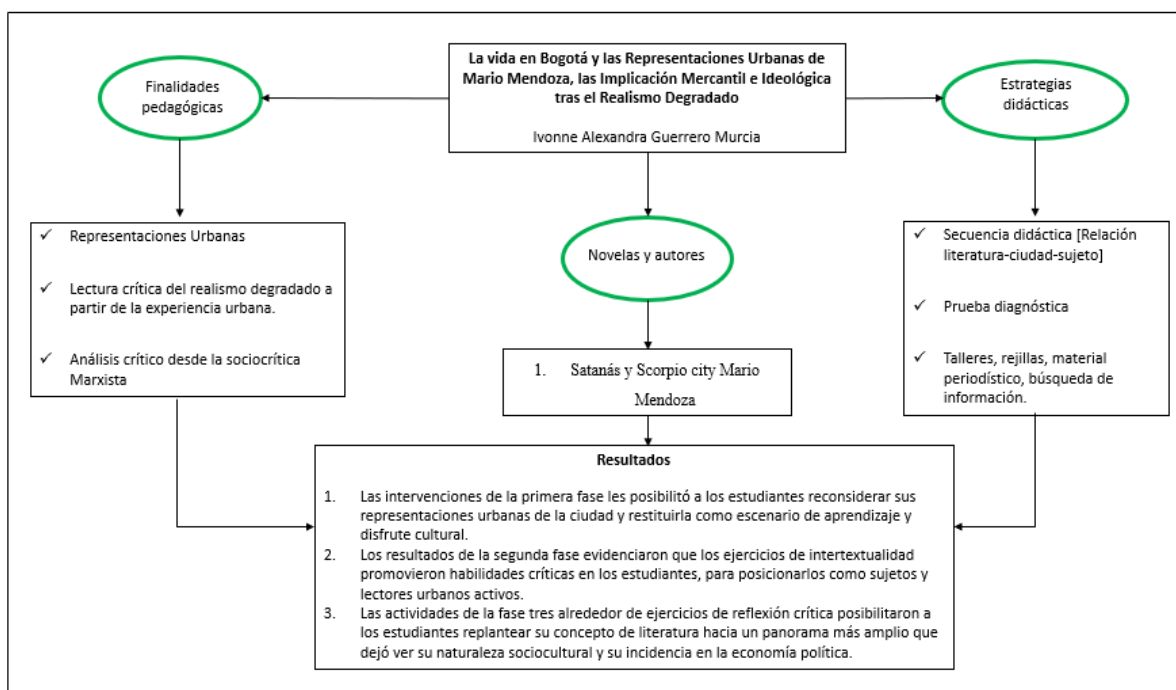 La vida en Bogotá y las Representaciones Urbanas de
Mario Mendoza, las Implicación Mercantil e Ideológica
tras el Realismo Degradado
Ivonne Alexandra Guerrero Murcia
Finalidades
pedagógicas
Estrategias
didácticas
✓ Representaciones Urbanas
✓ Lectura crítica del realismo degradado a
partir de la experiencia urbana.
✓ Análisis crítico desde la sociocrítica
Marxista
Novelas y autores
1. Satanás y Scorpio city Mario
Mendoza
✓ Secuencia didáctica [Relación
literatura-ciudad-sujeto]
✓ Prueba diagnóstica
✓ Talleres, rejillas, material
periodístico, búsqueda de
información.
Resultados
1. Las intervenciones de la primera fase les posibilitó a los estudiantes reconsiderar sus
representaciones urbanas de la ciudad y restituirla como escenario de aprendizaje y
disfrute cultural.
2. Los resultados de la segunda fase evidenciaron que los ejercicios de intertextualidad
promovieron habilidades críticas en los estudiantes, para posicionarlos como sujetos y
lectores urbanos activos.
3. Las actividades de la fase tres alrededor de ejercicios de reflexión crítica posibilitaron a
los estudiantes replantear su concepto de literatura hacia un panorama más amplio que
dejó ver su naturaleza sociocultural y su incidencia en la economía política.